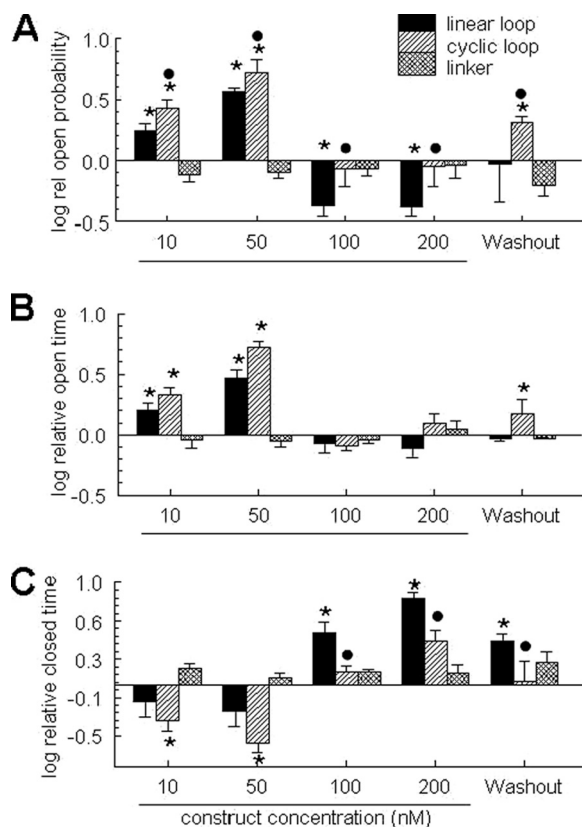 A
linear loop
cyclic loop
linker
log rel open probability
1.0
0.5
0.0
-0.5
* ● * * ● * * ● * ● ● *
10 50 100 200 Washout
B
log relative open time
1.0
0.5
0.0
-0.5
* * * * *
10 50 100 200 Washout
C
log relative closed time
1.0
0.6
0.3
-0.1
-0.5
* * * ● * ● * ●
10 50 100 200 Washout
construct concentration (nM)